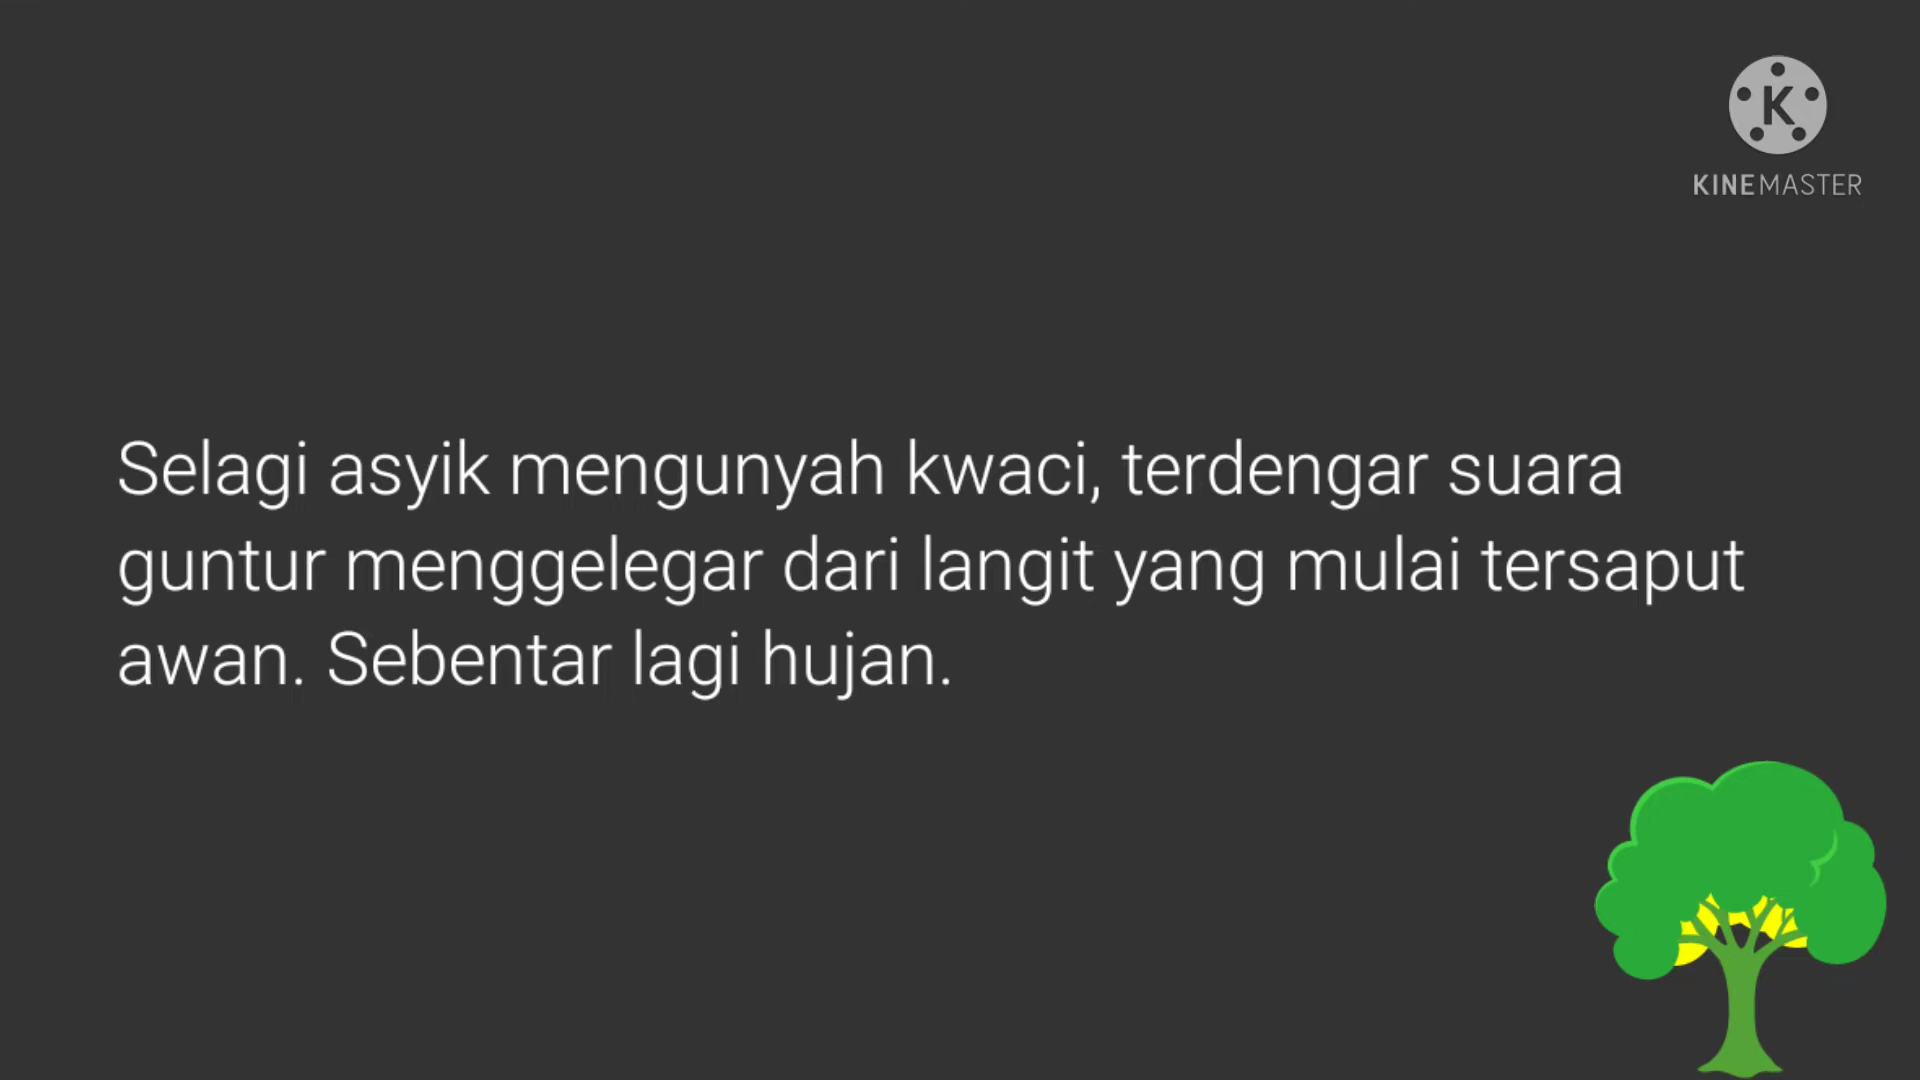 K
KINEMASTER
Selagi asyik mengunyah kwaci, terdengar suara
guntur menggelegar dari langit yang mulai tersaput
awan. Sebentar lagi hujan.